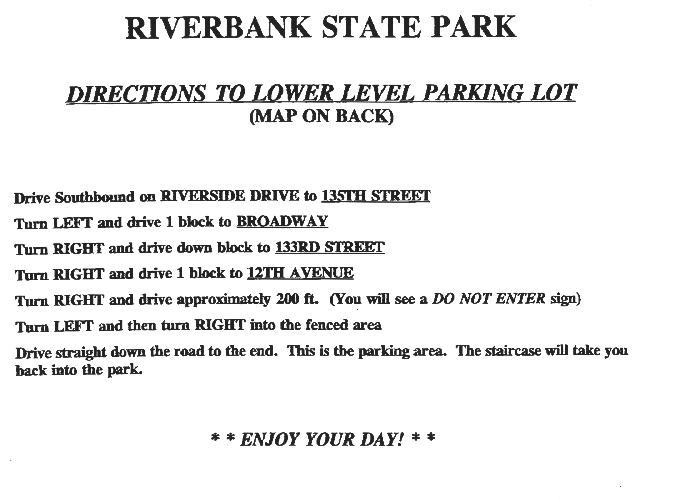 RIVERBANK STATE PARK
DIRECTIONS TO LOWER LEVEL PARKING LOT
(MAP ON BACK)
Drive Southbound on RIVERSIDE DRIVE to 135TH STREET
Turn LEFT and drive 1 block to BROADWAY
Turn RIGHT and drive down block to 133RD STREET
Turn RIGHT and drive 1 block to 12TH AVENUE
Turn RIGHT and drive approximately 200 ft. (You will see a DO NOT ENTER sign)
Turn LEFT and then turn RIGHT into the fenced area
Drive straight down the road to the end. This is the parking area. The staircase will take you
back into the park.
* * ENJOY YOUR DAY! * *